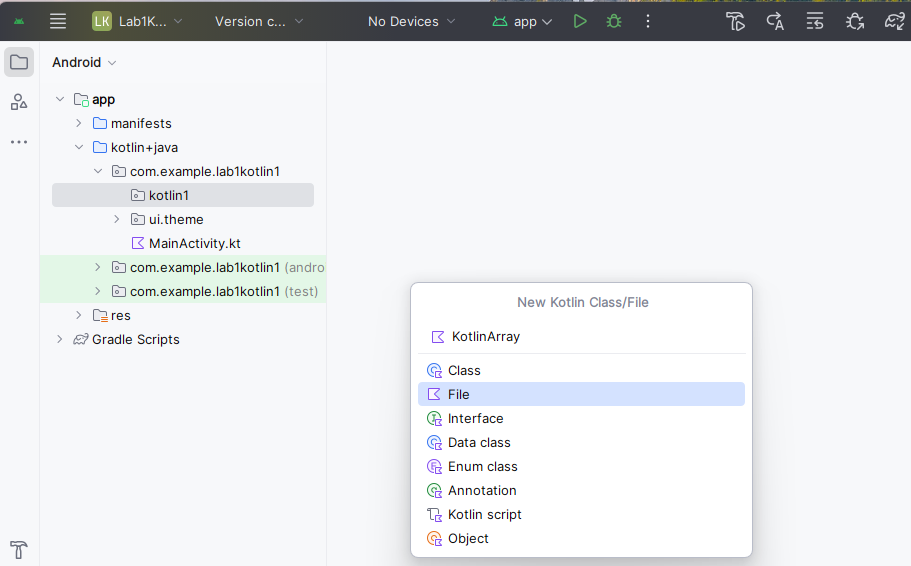 LK Lab1K... Version c... No Devices app
Android
app
manifests
kotlin+java
com.example.lab1kotlin1
kotlin1
ui.theme
MainActivity.kt
com.example.lab1kotlin1 (andro
com.example.lab1kotlin1 (test)
res
Gradle Scripts
New Kotlin Class/File
KotlinArray
Class
File
Interface
Data class
Enum class
Annotation
Kotlin script
Object